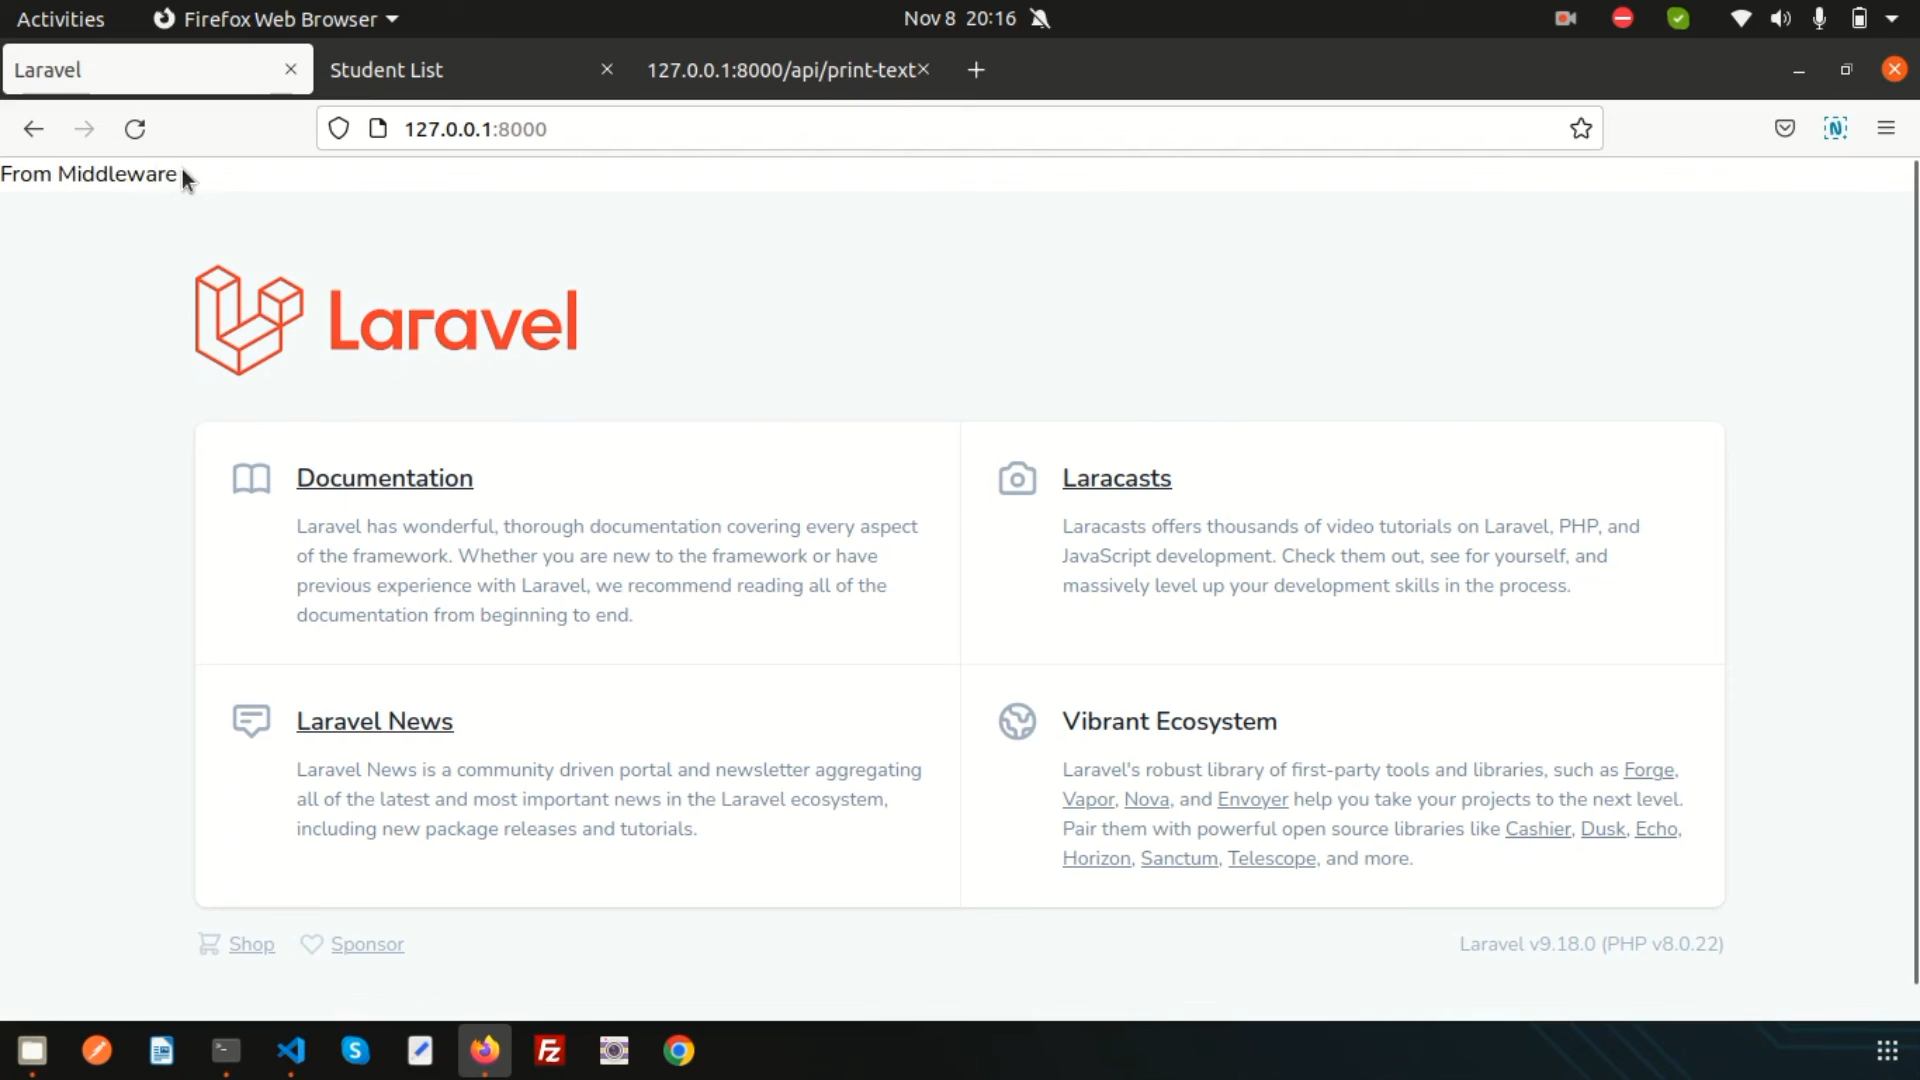 Activities
Firefox Web Browser
Nov 8 20:16
Laravel
Student List
127.0.0.1:8000/api/print-text
127.0.0.1:8000
From Middleware
Laravel
Documentation
Laravel has wonderful, thorough documentation covering every aspect
of the framework. Whether you are new to the framework or have
previous experience with Laravel, we recommend reading all of the
documentation from beginning to end.
Laracasts
Laracasts offers thousands of video tutorials on Laravel, PHP, and
JavaScript development. Check them out, see for yourself, and
massively level up your development skills in the process.
Laravel News
Laravel News is a community driven portal and newsletter aggregating
all of the latest and most important news in the Laravel ecosystem,
including new package releases and tutorials.
Vibrant Ecosystem
Laravel's robust library of first-party tools and libraries, such as Forge,
Vapor, Nova, and Envoyer help you take your projects to the next level.
Pair them with powerful open source libraries like Cashier, Dusk, Echo,
Horizon, Sanctum, Telescope, and more.
Shop
Sponsor
Laravel v9.18.0 (PHP v8.0.22)